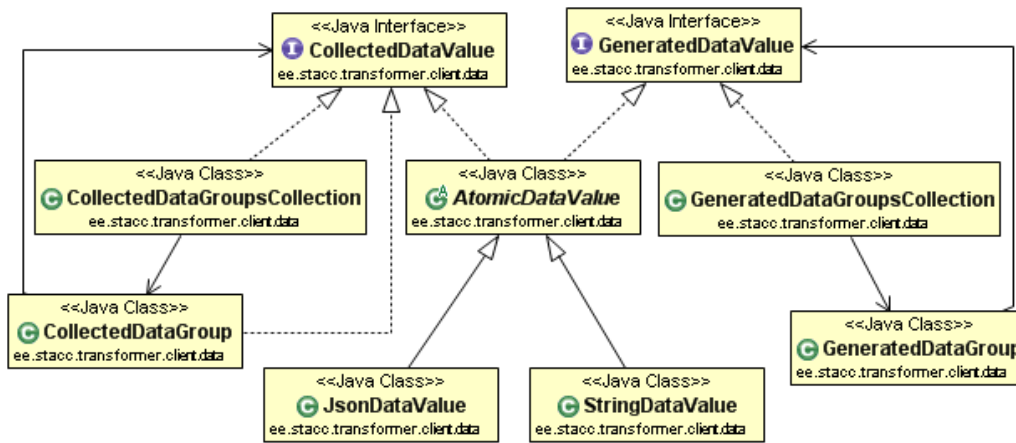 <<Java Interface>>
CollectedDataValue
ee.stacc.transformer.client.data
<<Java Interface>>
GeneratedDataValue
ee.stacc.transformer.client.data
<<Java Class>>
CollectedDataGroupsCollection
ee.stacc.transformer.client.data
<<Java Class>>
AtomicDataValue
ee.stacc.transformer.client.data
<<Java Class>>
GeneratedDataGroupsCollection
ee.stacc.transformer.client.data
<<Java Class>>
CollectedDataGroup
ee.stacc.transformer.client.data
<<Java Class>>
GeneratedDataGroup
ee.stacc.transformer.client.data
<<Java Class>>
JsonDataValue
ee.stacc.transformer.client.data
<<Java Class>>
StringDataValue
ee.stacc.transformer.client.data